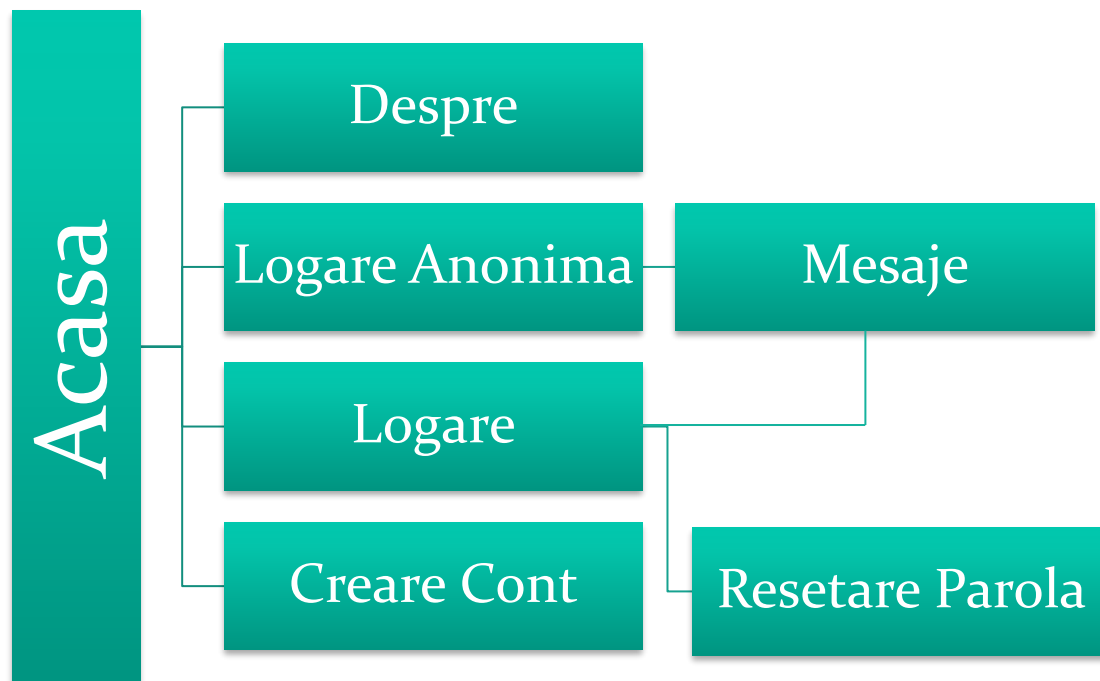 Acasa
Despre
Logare Anonima
Mesaje
Logare
Creare Cont
Resetare Parola